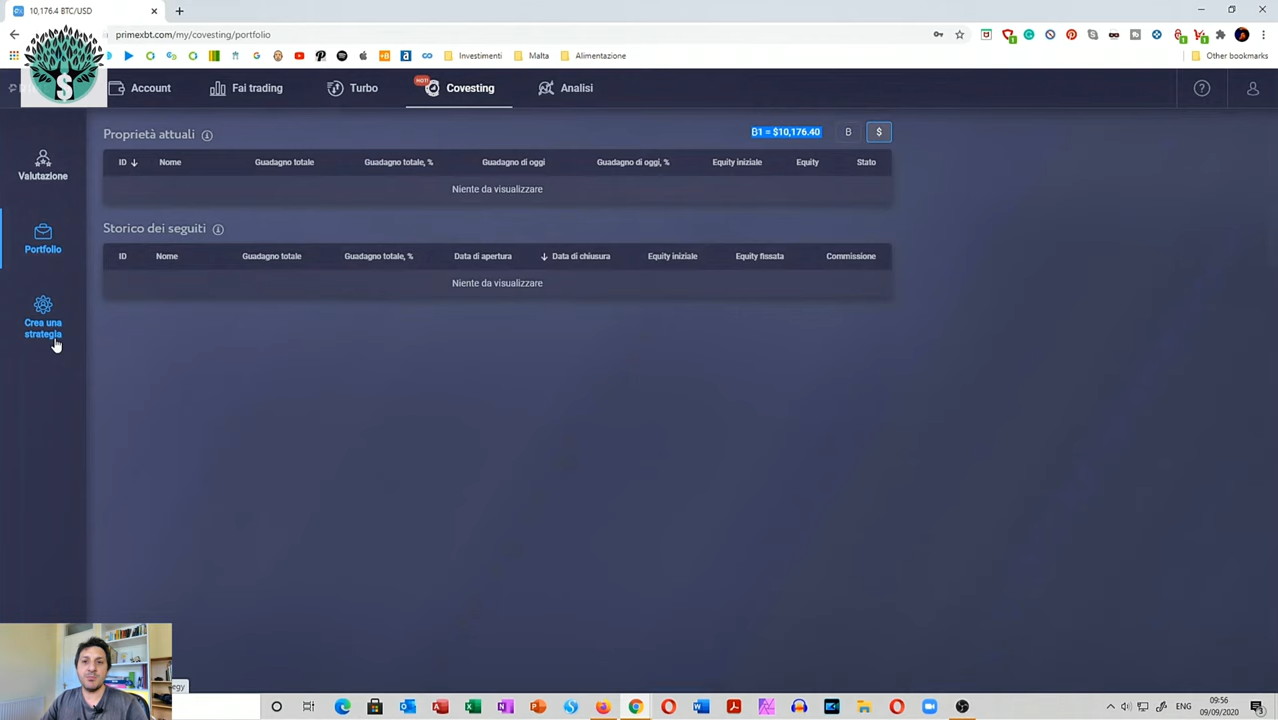 10,176.4 BTC/USD
primexbt.com/my/covesting/portfolio
Investimenti
Malta
Alimentazione
Other bookmarks
$
Account
Fai trading
Turbo
HOT!
Covesting
Analisi
Valutazione
Portfolio
Crea una
strategia
Proprietà attuali
B1 = $10,176.40
B
$
ID
Nome
Guadagno totale
Guadagno totale, %
Guadagno di oggi
Guadagno di oggi, %
Equity iniziale
Equity
Stato
Niente da visualizzare
Storico dei seguiti
ID
Nome
Guadagno totale
Guadagno totale, %
Data di apertura
Data di chiusura
Equity iniziale
Equity fissata
Commissione
Niente da visualizzare
ENG
09:56
09/09/2020